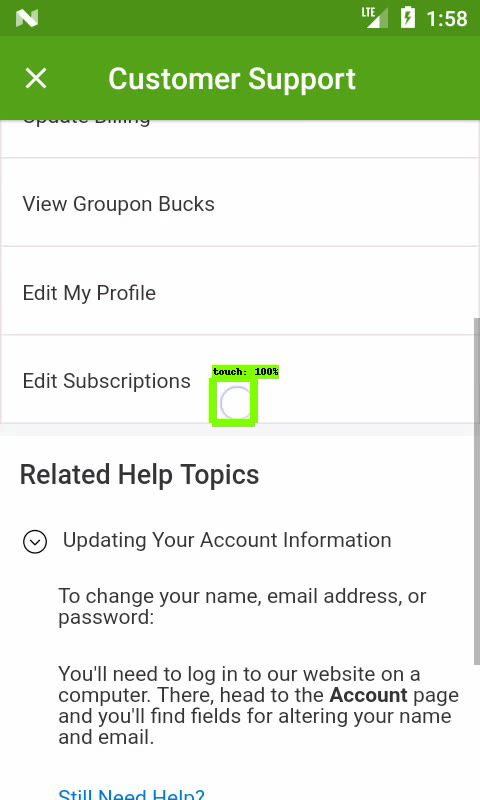 LTE 1:58
Customer Support
Update Billing
View Groupon Bucks
Edit My Profile
touch: 100%
Edit Subscriptions
Related Help Topics
Updating Your Account Information
To change your name, email address, or
password:
You'll need to log in to our website on a
computer. There, head to the Account page
and you'll find fields for altering your name
and email.
Still Need Help?